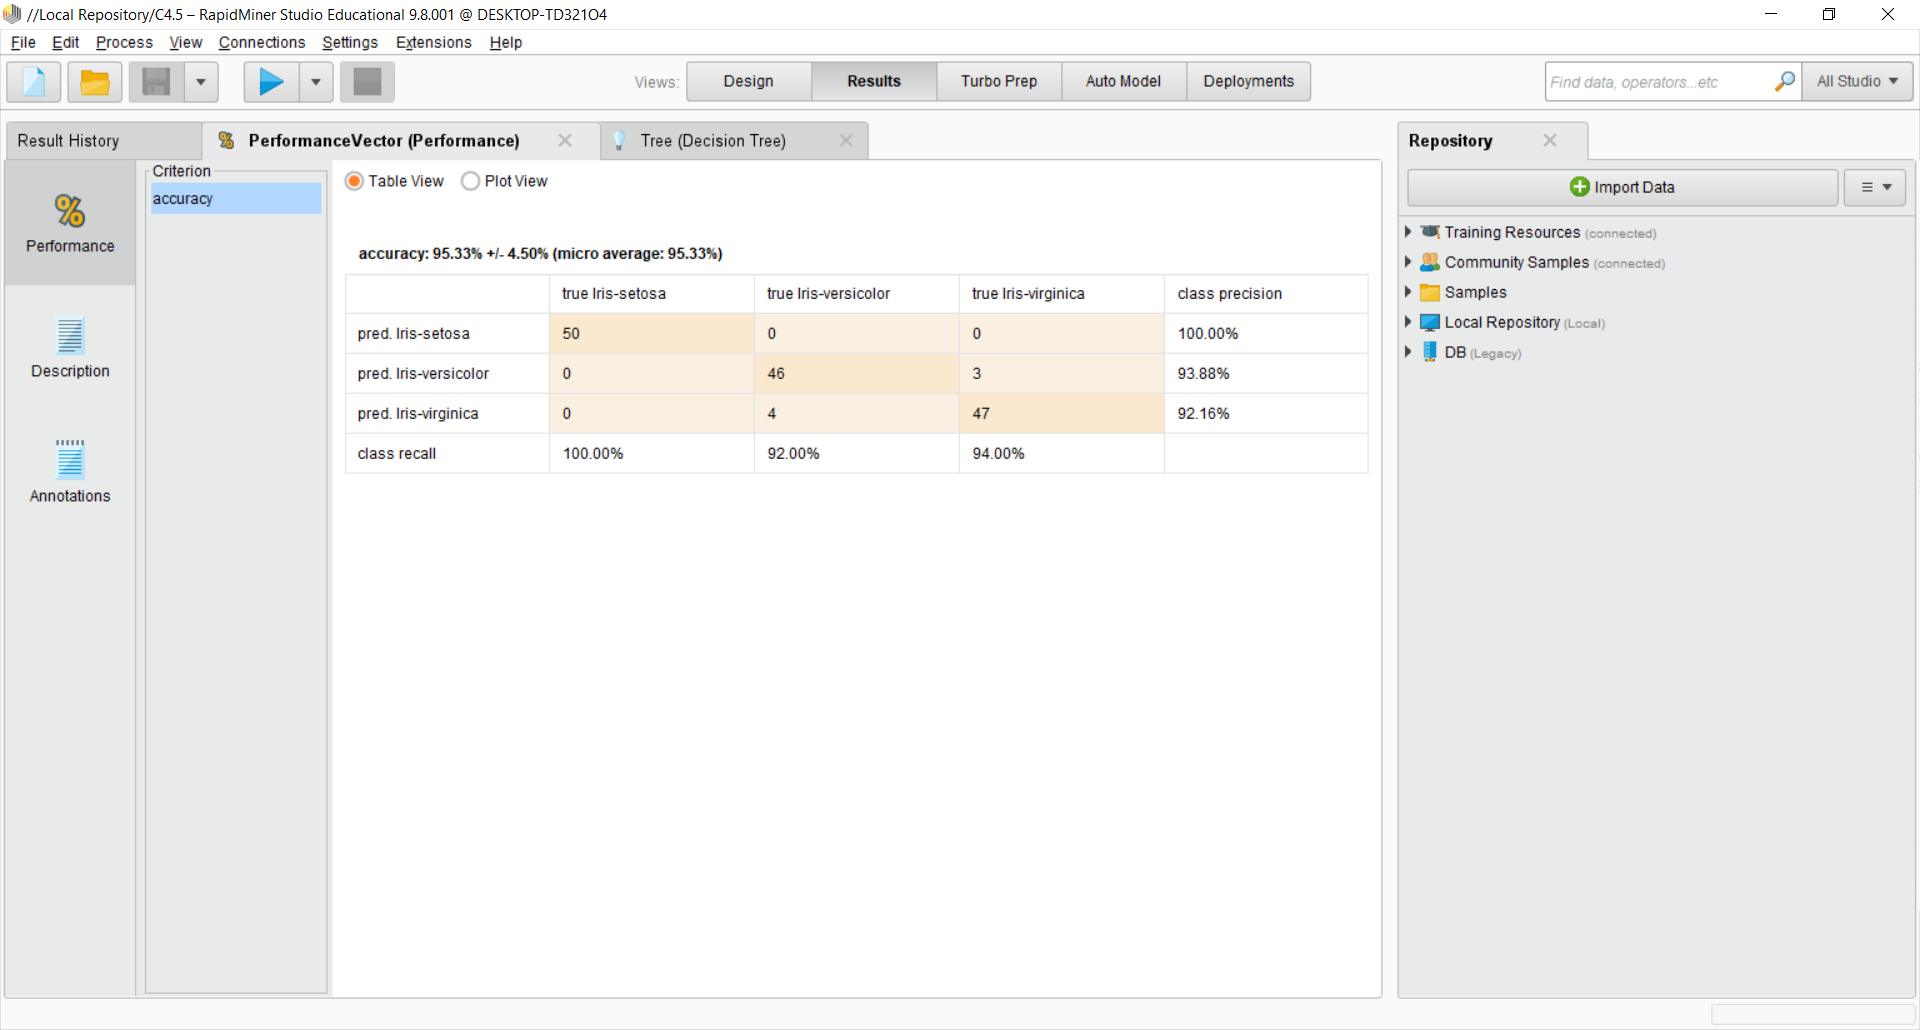 //Local Repository/C4.5 – RapidMiner Studio Educational 9.8.001 @ DESKTOP-TD321O4
File Edit Process View Connections Settings Extensions Help
Views: Design Results Turbo Prep Auto Model Deployments
Find data, operators...etc
All Studio
Result History
PerformanceVector (Performance)
Tree (Decision Tree)
Performance
Description
Annotations
Criterion
accuracy
Table View Plot View
accuracy: 95.33% +/- 4.50% (micro average: 95.33%)
true Iris-setosa true Iris-versicolor true Iris-virginica class precision
pred. Iris-setosa 50 0 0 100.00%
pred. Iris-versicolor 0 46 3 93.88%
pred. Iris-virginica 0 4 47 92.16%
class recall 100.00% 92.00% 94.00%
Repository
Import Data
Training Resources (connected)
Community Samples (connected)
Samples
Local Repository (Local)
DB (Legacy)